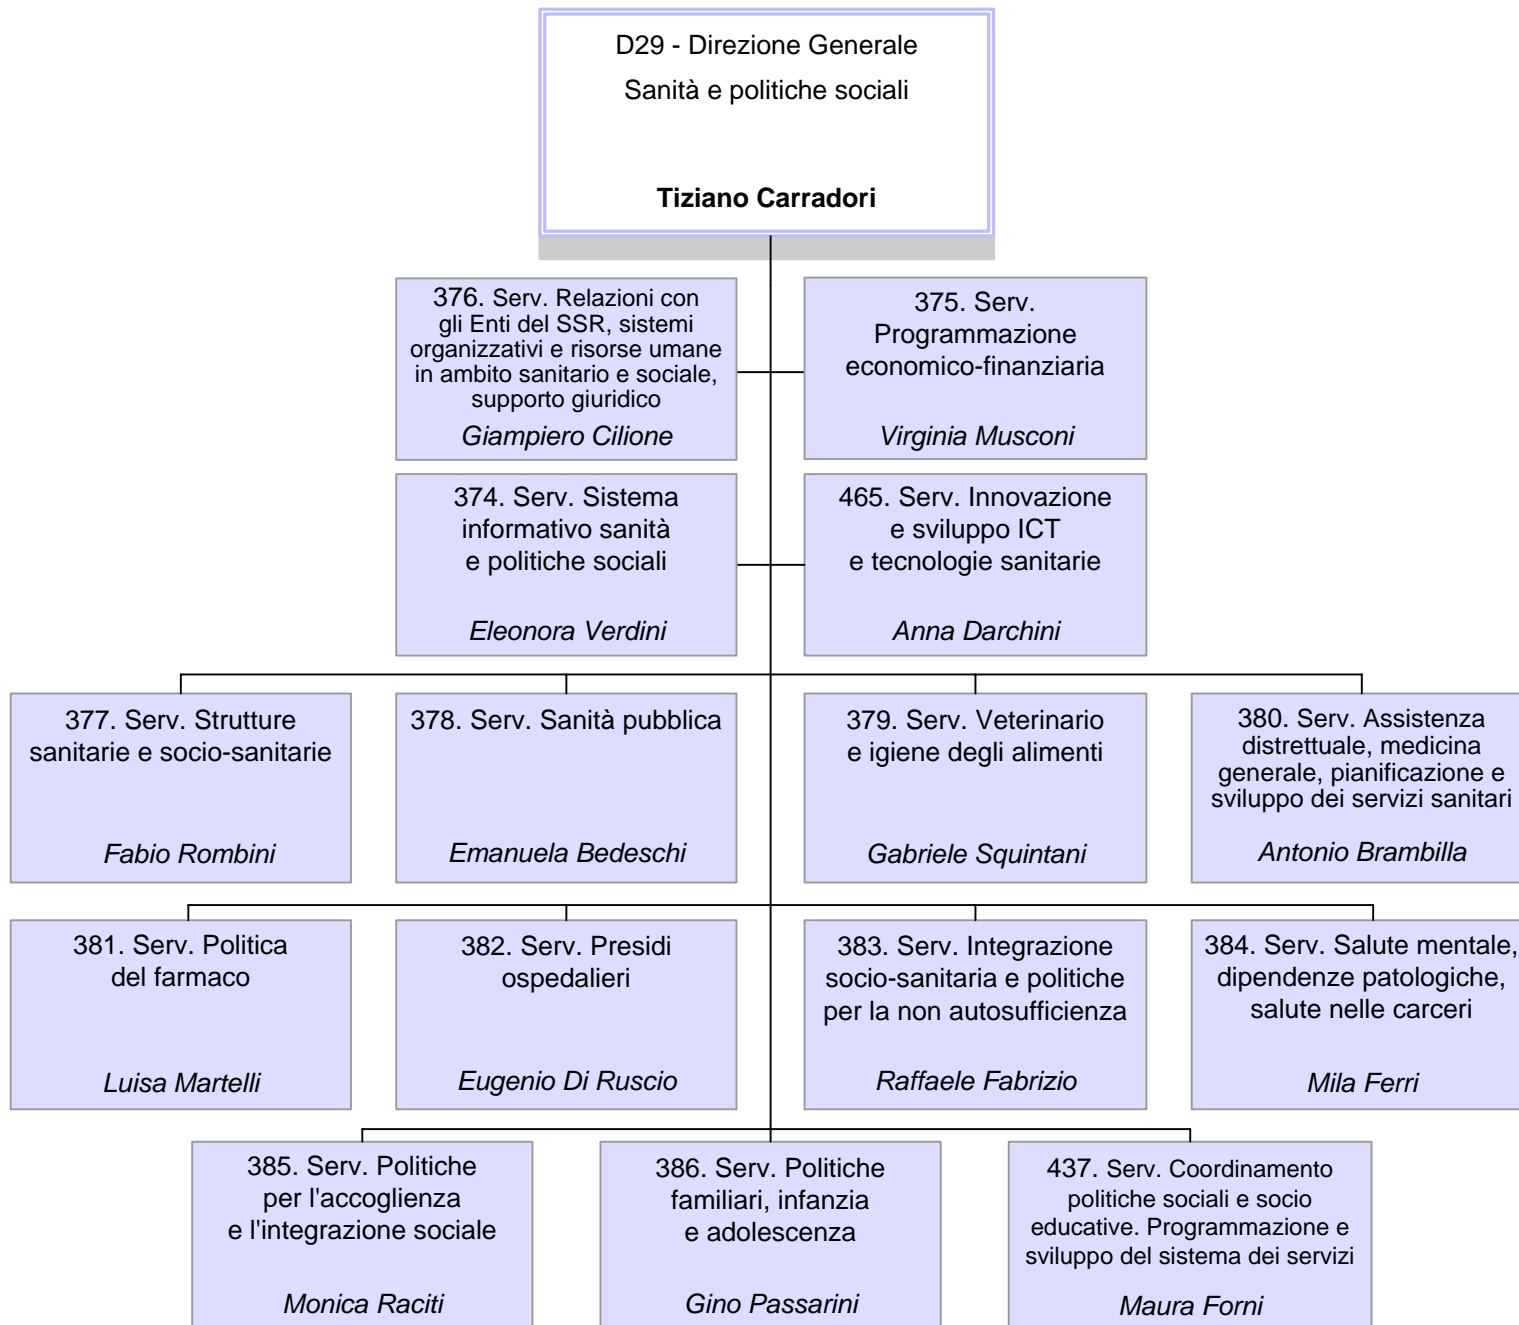 D29 - Direzione Generale
Sanità e politiche sociali
Tiziano Carradori
376. Serv. Relazioni con
gli Enti del SSR, sistemi
organizzativi e risorse umane
in ambito sanitario e sociale,
supporto giuridico
Giampiero Cilione
375. Serv.
Programmazione
economico-finanziaria
Virginia Musconi
374. Serv. Sistema
informativo sanità
e politiche sociali
Eleonora Verdini
465. Serv. Innovazione
e sviluppo ICT
e tecnologie sanitarie
Anna Darchini
377. Serv. Strutture
sanitarie e socio-sanitarie
Fabio Rombini
378. Serv. Sanità pubblica
Emanuela Bedeschi
379. Serv. Veterinario
e igiene degli alimenti
Gabriele Squintani
380. Serv. Assistenza
distrettuale, medicina
generale, pianificazione e
sviluppo dei servizi sanitari
Antonio Brambilla
381. Serv. Politica
del farmaco
Luisa Martelli
382. Serv. Presidi
ospedalieri
Eugenio Di Ruscio
383. Serv. Integrazione
socio-sanitaria e politiche
per la non autosufficienza
Raffaele Fabrizio
384. Serv. Salute mentale,
dipendenze patologiche,
salute nelle carceri
Mila Ferri
385. Serv. Politiche
per l'accoglienza
e l'integrazione sociale
Monica Raciti
386. Serv. Politiche
familiari, infanzia
e adolescenza
Gino Passarini
437. Serv. Coordinamento
politiche sociali e socio
educative. Programmazione e
sviluppo del sistema dei servizi
Maura Forni